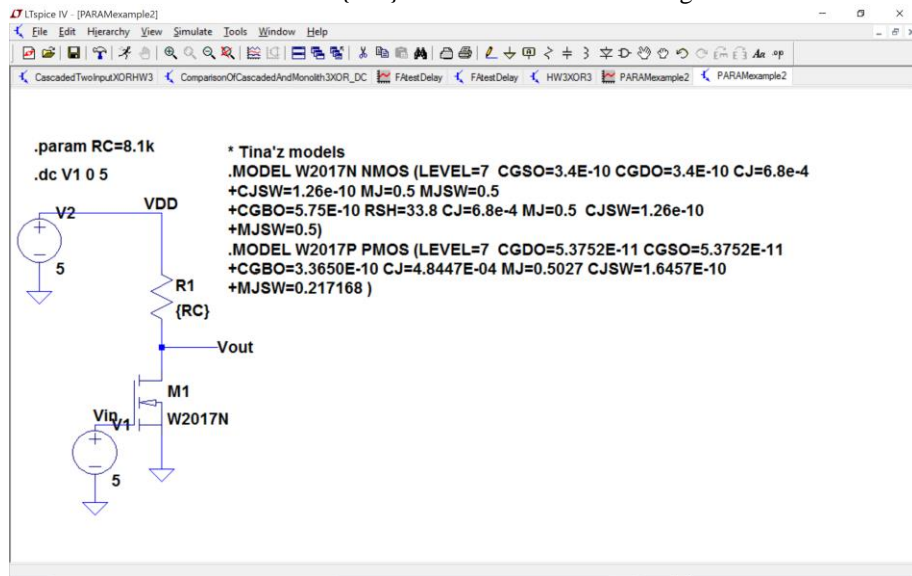 LTspice IV - [PARAMexample2]
File Edit Hierarchy View Simulate Tools Window Help
CascadedTwoInputXORHW3 ComparisonOfCascadedAndMonolith3XOR_DC FAtestDelay FAtestDelay HW3XOR3 PARAMexample2 PARAMexample2
.param RC=8.1k
.dc V1 0 5
* Tina'z models
.MODEL W2017N NMOS (LEVEL=7 CGSO=3.4E-10 CGDO=3.4E-10 CJ=6.8e-4
+CJSW=1.26e-10 MJ=0.5 MJSW=0.5
+CGBO=5.75E-10 RSH=33.8 CJ=6.8e-4 MJ=0.5 CJSW=1.26e-10
+MJSW=0.5)
.MODEL W2017P PMOS (LEVEL=7 CGDO=5.3752E-11 CGSO=5.3752E-11
+CGBO=3.3650E-10 CJ=4.8447E-04 MJ=0.5027 CJSW=1.6457E-10
+MJSW=0.217168 )
V2
VDD
5
R1
{RC}
Vout
M1
W2017N
Vin
V1
5